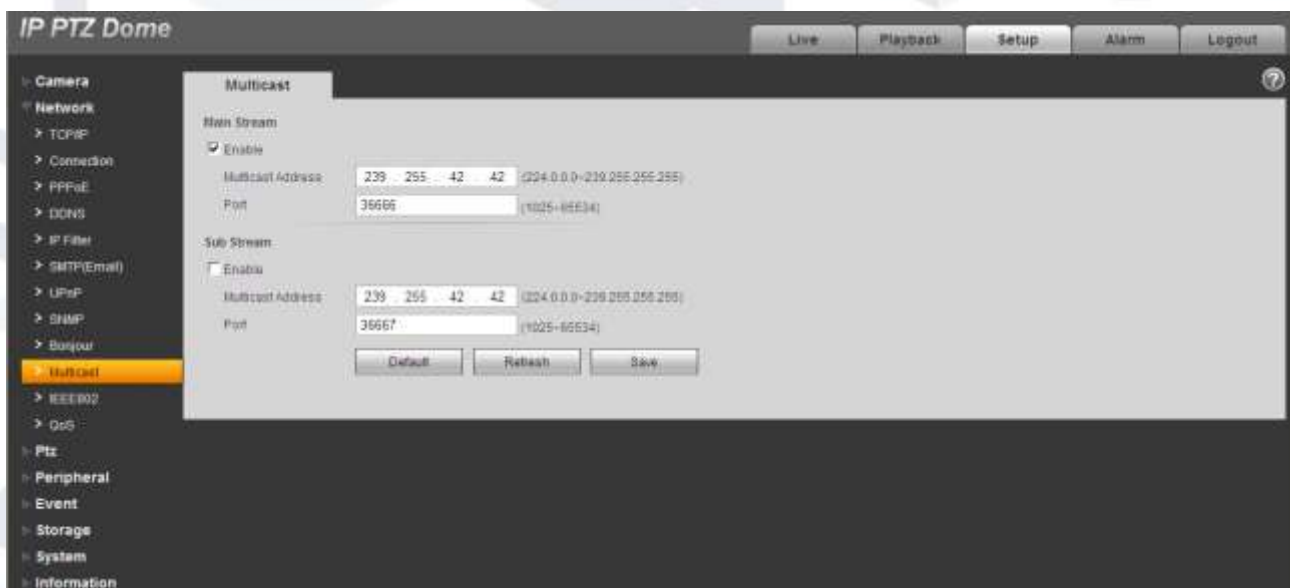 IP PTZ Dome
Live
Playback
Setup
Alarm
Logout
Camera
Network
> TCP/IP
> Connection
> PPPoE
> DDNS
> IP Filter
> SMTP(Email)
> UPnP
> SNMP
> Bonjour
> Multicast
> IEEE802
> QoS
Ptz
Peripheral
Event
Storage
System
Information
Multicast
?
Main Stream
Enable
Multicast Address 239 . 255 . 42 . 42 (224.0.0.0~239.255.255.255)
Port 36666 (1025~65534)
Sub Stream
Enable
Multicast Address 239 . 255 . 42 . 42 (224.0.0.0~239.255.255.255)
Port 36667 (1025~65534)
Default Refresh Save